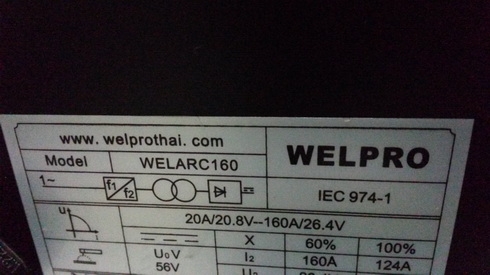 www.welprothai.com
WELPRO
Model WELARC160
1~
f1
f2
IEC 974-1
U
20A/20.8V--160A/26.4V
X 60% 100%
U₀V I2 160A 124A
56V U2